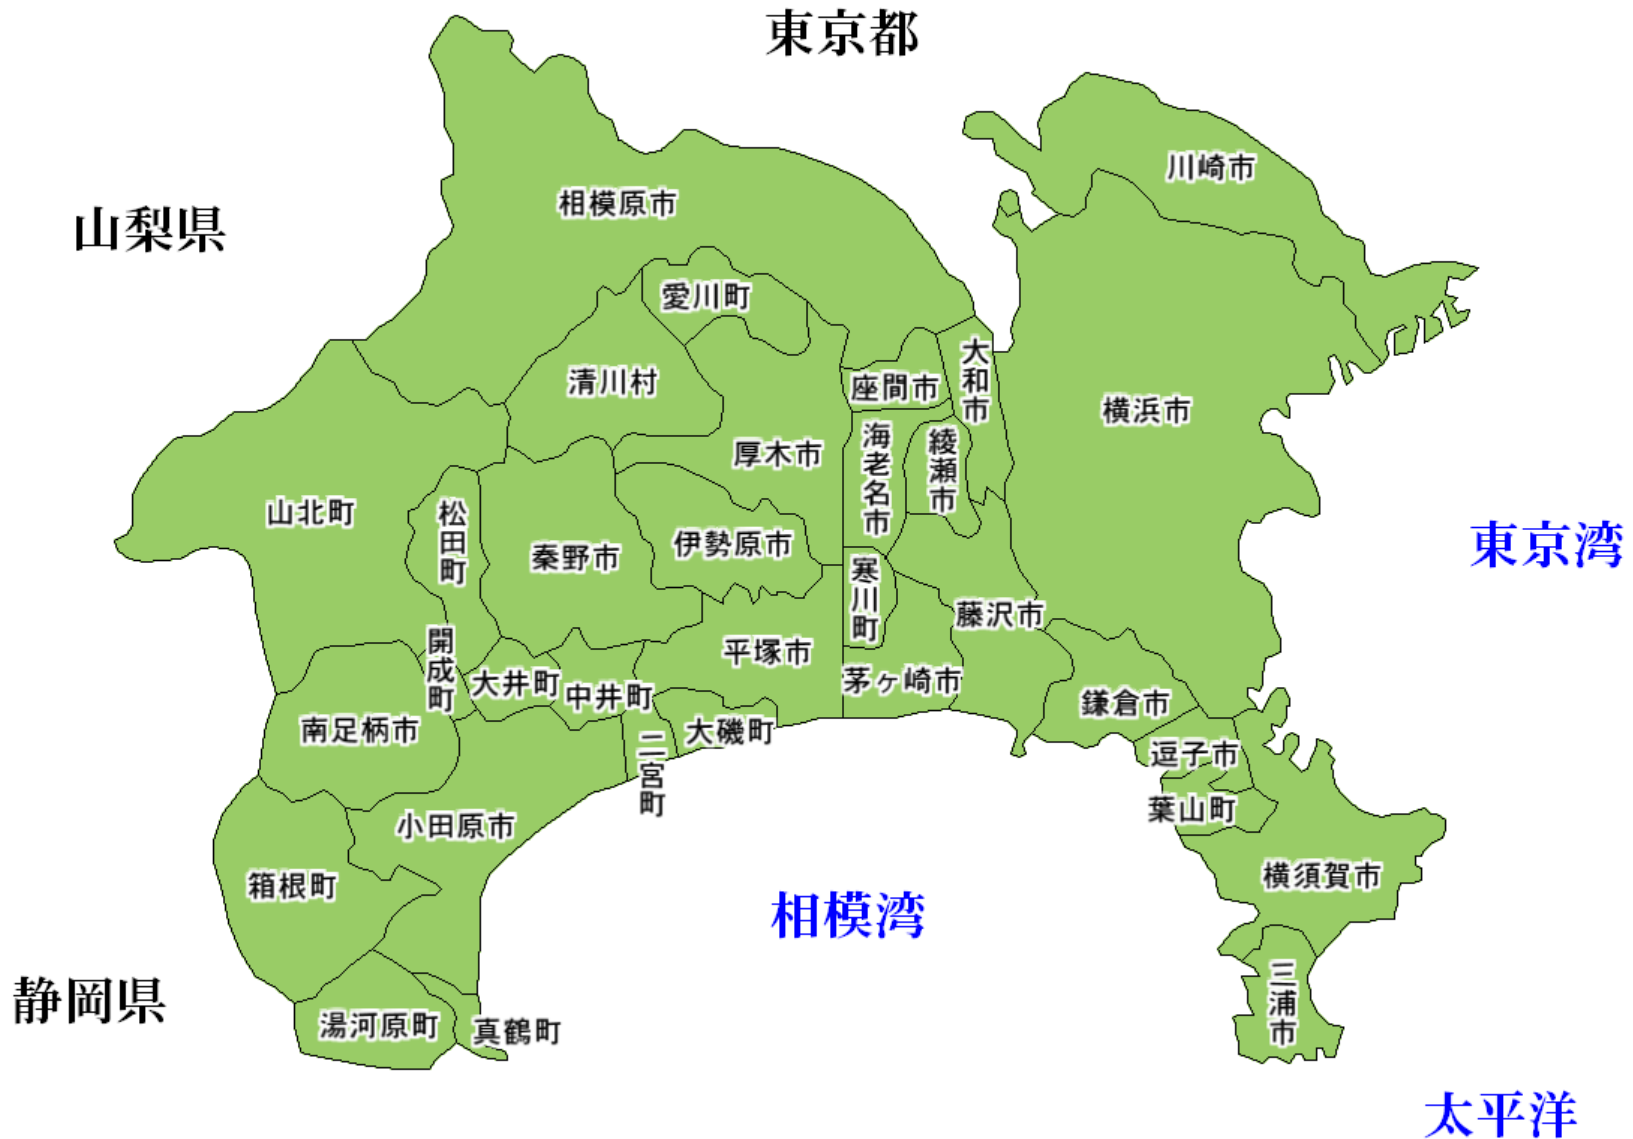 東京都
川崎市
相模原市
山梨県
愛川町
大和市
清川村
座間市
横浜市
海老名市
綾瀬市
厚木市
山北町
松田町
伊勢原市
秦野市
東京湾
寒川町
藤沢市
開成町
平塚市
大井町
中井町
茅ヶ崎市
鎌倉市
南足柄市
大磯町
二宮町
逗子市
葉山町
小田原市
横須賀市
箱根町
相模湾
静岡県
三浦市
湯河原町
真鶴町
太平洋